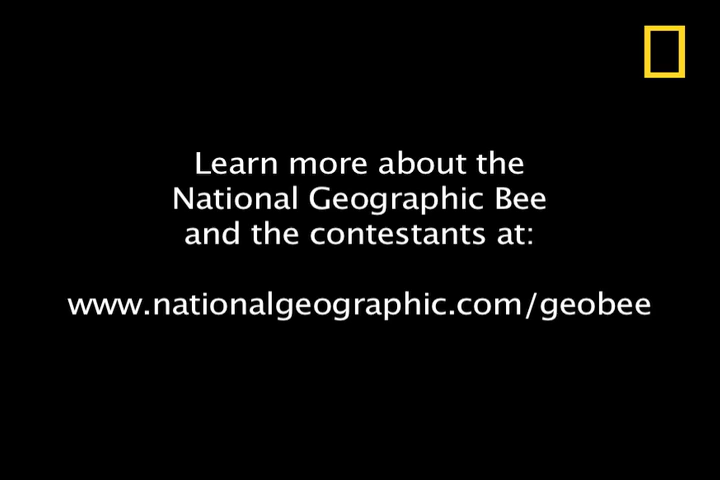 Learn more about the
National Geographic Bee
and the contestants at:
www.nationalgeographic.com/geobee